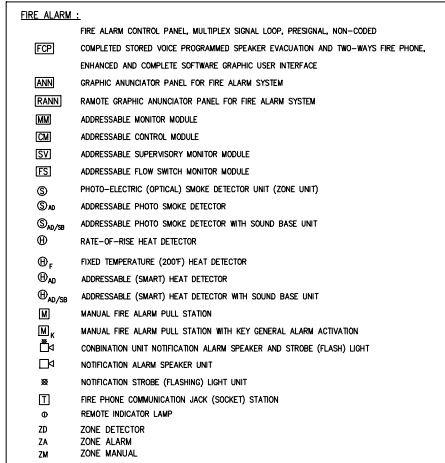 FIRE ALARM :
FIRE ALARM CONTROL PANEL, MULTIPLEX SIGNAL LOOP, PRESIGNAL, NON-CODED
FCP COMPLETED STORED VOICE PROGRAMMED SPEAKER EVACUATION AND TWO-WAYS FIRE PHONE,
ENHANCED AND COMPLETE SOFTWARE GRAPHIC USER INTERFACE
ANN GRAPHIC ANUNCIATOR PANEL FOR FIRE ALARM SYSTEM
RANN RAMOTE GRAPHIC ANUNCIATOR PANEL FOR FIRE ALARM SYSTEM
MM ADDRESSABLE MONITOR MODULE
CM ADDRESSABLE CONTROL MODULE
SV ADDRESSABLE SUPERVISORY MONITOR MODULE
FS ADDRESSABLE FLOW SWITCH MONITOR MODULE
S PHOTO-ELECTRIC (OPTICAL) SMOKE DETECTOR UNIT (ZONE UNIT)
S AD ADDRESSABLE PHOTO SMOKE DETECTOR
S AD/SB ADDRESSABLE PHOTO SMOKE DETECTOR WITH SOUND BASE UNIT
H RATE-OF-RISE HEAT DETECTOR
H F FIXED TEMPERATURE (200°F) HEAT DETECTOR
H AD ADDRESSABLE (SMART) HEAT DETECTOR
H AD/SB ADDRESSABLE (SMART) HEAT DETECTOR WITH SOUND BASE UNIT
M MANUAL FIRE ALARM PULL STATION
M K MANUAL FIRE ALARM PULL STATION WITH KEY GENERAL ALARM ACTIVATION
CONBINATION UNIT NOTIFICATION ALARM SPEAKER AND STROBE (FLASH) LIGHT
NOTIFICATION ALARM SPEAKER UNIT
NOTIFICATION STROBE (FLASHING) LIGHT UNIT
T FIRE PHONE COMMUNICATION JACK (SOCKET) STATION
REMOTE INDICATOR LAMP
ZD ZONE DETECTOR
ZA ZONE ALARM
ZM ZONE MANUAL